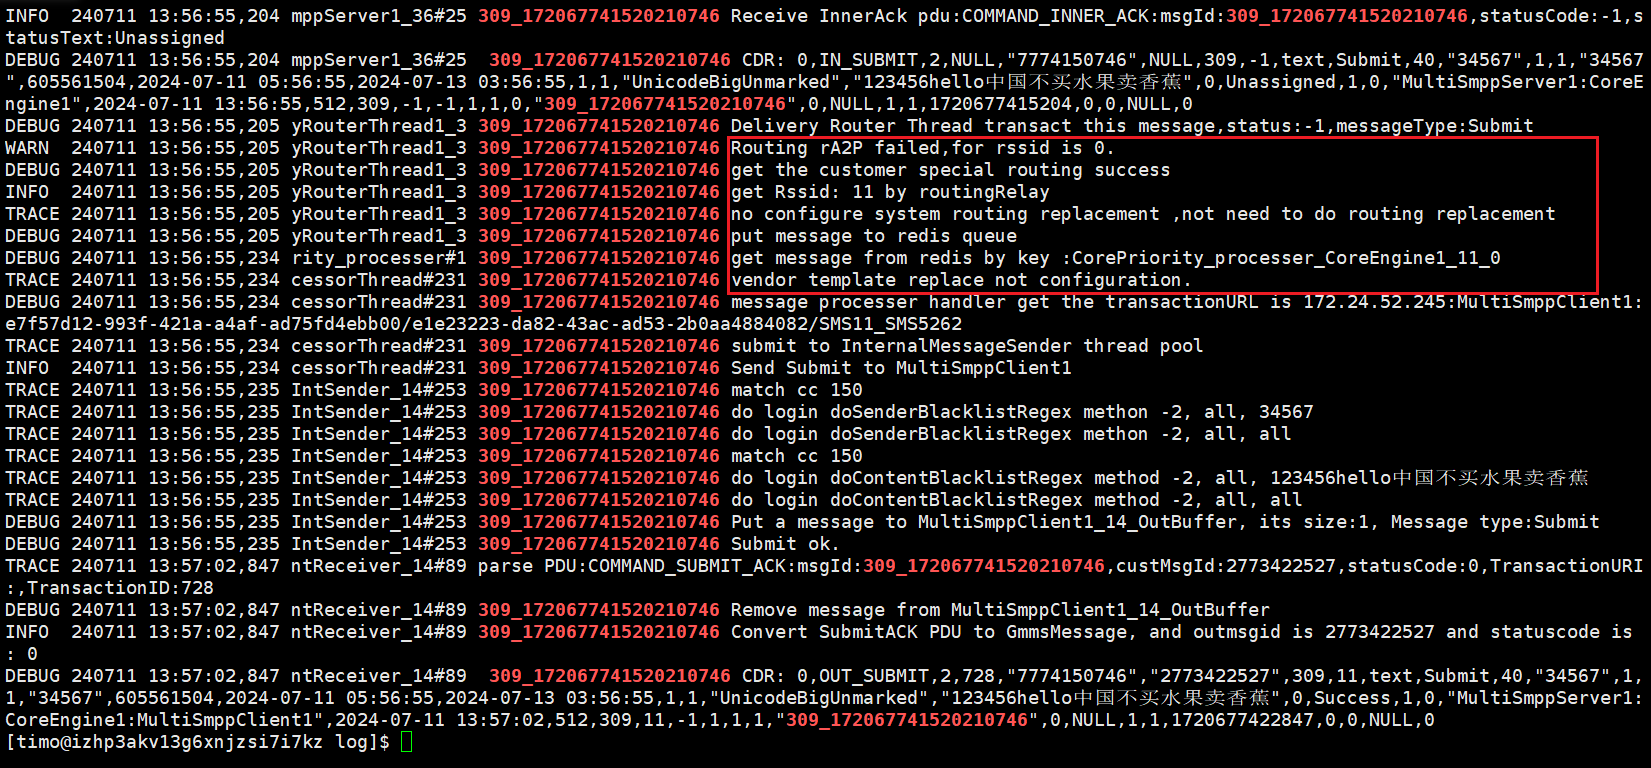 INFO  240711 13:56:55,204 mppServer1_36#25 309_172067741520210746 Receive InnerAck pdu:COMMAND_INNER_ACK:msgId:309_172067741520210746,statusCode:-1,s
tatusText:Unassigned
DEBUG 240711 13:56:55,204 mppServer1_36#25  309_172067741520210746 CDR: 0,IN_SUBMIT,2,NULL,"7774150746",NULL,309,-1,text,Submit,40,"34567",1,1,"34567
",605561504,2024-07-11 05:56:55,2024-07-13 03:56:55,1,1,"UnicodeBigUnmarked","123456hello中国不买水果卖香蕉",0,Unassigned,1,0,"MultiSmppServer1:CoreE
ngine1",2024-07-11 13:56:55,512,309,-1,-1,1,1,0,"309_172067741520210746",0,NULL,1,1,1720677415204,0,0,NULL,0
DEBUG 240711 13:56:55,205 yRouterThread1_3 309_172067741520210746 Delivery Router Thread transact this message,status:-1,messageType:Submit
WARN  240711 13:56:55,205 yRouterThread1_3 309_172067741520210746 Routing rA2P failed,for rssid is 0.
DEBUG 240711 13:56:55,205 yRouterThread1_3 309_172067741520210746 get the customer special routing success
INFO  240711 13:56:55,205 yRouterThread1_3 309_172067741520210746 get Rssid: 11 by routingRelay
TRACE 240711 13:56:55,205 yRouterThread1_3 309_172067741520210746 no configure system routing replacement ,not need to do routing replacement
DEBUG 240711 13:56:55,205 yRouterThread1_3 309_172067741520210746 put message to redis queue
DEBUG 240711 13:56:55,234 rity_processer#1 309_172067741520210746 get message from redis by key :CorePriority_processer_CoreEngine1_11_0
TRACE 240711 13:56:55,234 cessorThread#231 309_172067741520210746 vendor template replace not configuration.
DEBUG 240711 13:56:55,234 cessorThread#231 309_172067741520210746 message processer handler get the transactionURL is 172.24.52.245:MultiSmppClient1:
e7f57d12-993f-421a-a4af-ad75fd4ebb00/e1e23223-da82-43ac-ad53-2b0aa4884082/SMS11_SMS5262
TRACE 240711 13:56:55,234 cessorThread#231 309_172067741520210746 submit to InternalMessageSender thread pool
INFO  240711 13:56:55,234 cessorThread#231 309_172067741520210746 Send Submit to MultiSmppClient1
TRACE 240711 13:56:55,235 IntSender_14#253 309_172067741520210746 match cc 150
TRACE 240711 13:56:55,235 IntSender_14#253 309_172067741520210746 do login doSenderBlacklistRegex methon -2, all, 34567
TRACE 240711 13:56:55,235 IntSender_14#253 309_172067741520210746 do login doSenderBlacklistRegex methon -2, all, all
TRACE 240711 13:56:55,235 IntSender_14#253 309_172067741520210746 match cc 150
TRACE 240711 13:56:55,235 IntSender_14#253 309_172067741520210746 do login doContentBlacklistRegex method -2, all, 123456hello中国不买水果卖香蕉
TRACE 240711 13:56:55,235 IntSender_14#253 309_172067741520210746 do login doContentBlacklistRegex method -2, all, all
DEBUG 240711 13:56:55,235 IntSender_14#253 309_172067741520210746 Put a message to MultiSmppClient1_14_OutBuffer, its size:1, Message type:Submit
DEBUG 240711 13:56:55,235 IntSender_14#253 309_172067741520210746 Submit ok.
TRACE 240711 13:57:02,847 ntReceiver_14#89 parse PDU:COMMAND_SUBMIT_ACK:msgId:309_172067741520210746,custMsgId:2773422527,statusCode:0,TransactionURI
:,TransactionID:728
DEBUG 240711 13:57:02,847 ntReceiver_14#89 309_172067741520210746 Remove message from MultiSmppClient1_14_OutBuffer
INFO  240711 13:57:02,847 ntReceiver_14#89 309_172067741520210746 Convert SubmitACK PDU to GmmsMessage, and outmsgid is 2773422527 and statuscode is
: 0
DEBUG 240711 13:57:02,847 ntReceiver_14#89  309_172067741520210746 CDR: 0,OUT_SUBMIT,2,728,"7774150746","2773422527",309,11,text,Submit,40,"34567",1,
1,"34567",605561504,2024-07-11 05:56:55,2024-07-13 03:56:55,1,1,"UnicodeBigUnmarked","123456hello中国不买水果卖香蕉",0,Success,1,0,"MultiSmppServer1:
CoreEngine1:MultiSmppClient1",2024-07-11 13:57:02,512,309,11,-1,1,1,1,"309_172067741520210746",0,NULL,1,1,1720677422847,0,0,NULL,0
[timo@izhp3akv13g6xnjzsi7i7kz log]$